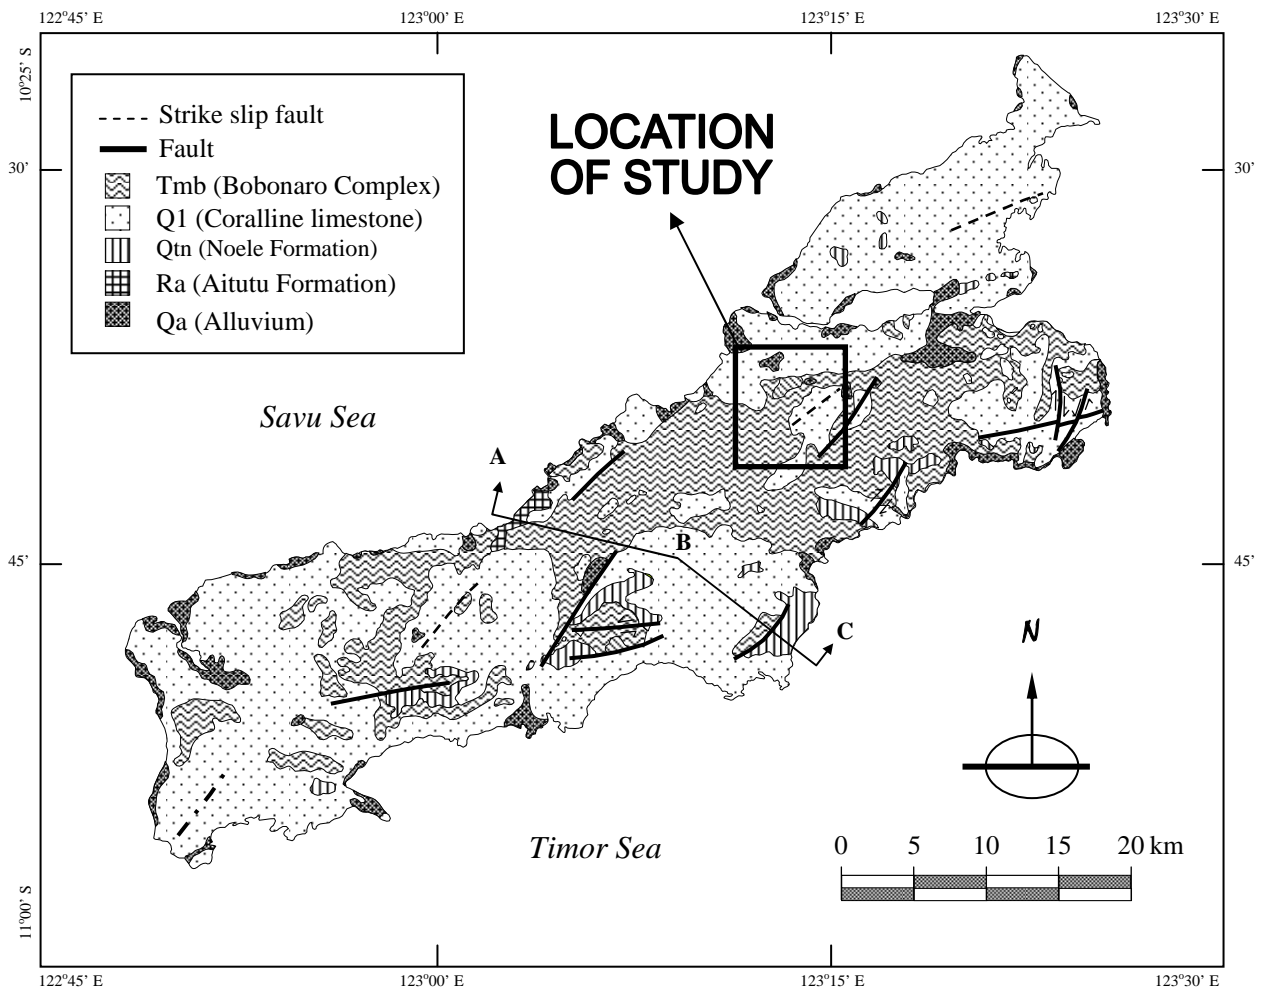 122°45’ E
123°00’ E
123°15’ E
123°30’ E
10°25’ S
30’
30’
Strike slip fault
Fault
Tmb (Bobonaro Complex)
Q1 (Coralline limestone)
Qtn (Noele Formation)
Ra (Aitutu Formation)
Qa (Alluvium)
LOCATION
OF STUDY
Savu Sea
A
B
C
45’
45’
N
Timor Sea
0 5 10 15 20 km
11°00’ S
122°45’ E
123°00’ E
123°15’ E
123°30’ E